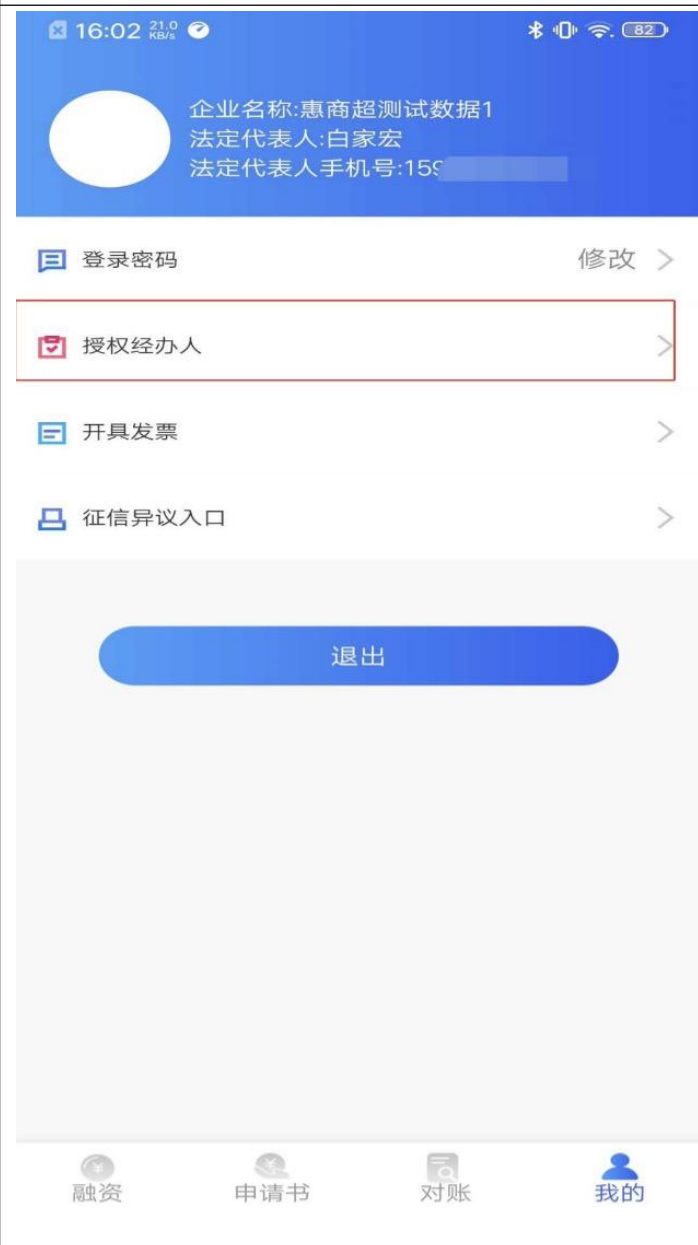 16:02 21.0 KB/s 82
企业名称:惠商超测试数据1
法定代表人:白家宏
法定代表人手机号:159
登录密码 修改
授权经办人
开具发票
征信异议入口
退出
融资 申请书 对账 我的